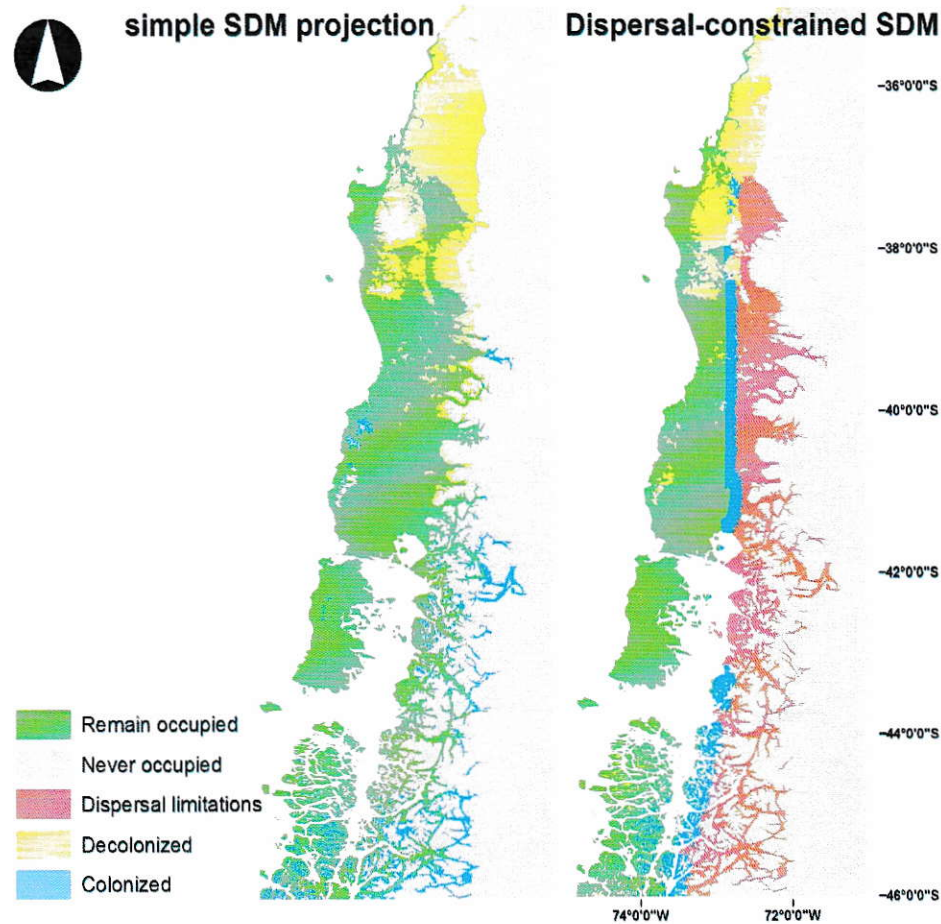 simple SDM projection
Dispersal-constrained SDM
−36°0'0"S
−38°0'0"S
−40°0'0"S
−42°0'0"S
Remain occupied
Never occupied
Dispersal limitations
Decolonized
Colonized
−44°0'0"S
−46°0'0"S
74°0'0"W
72°0'0"W